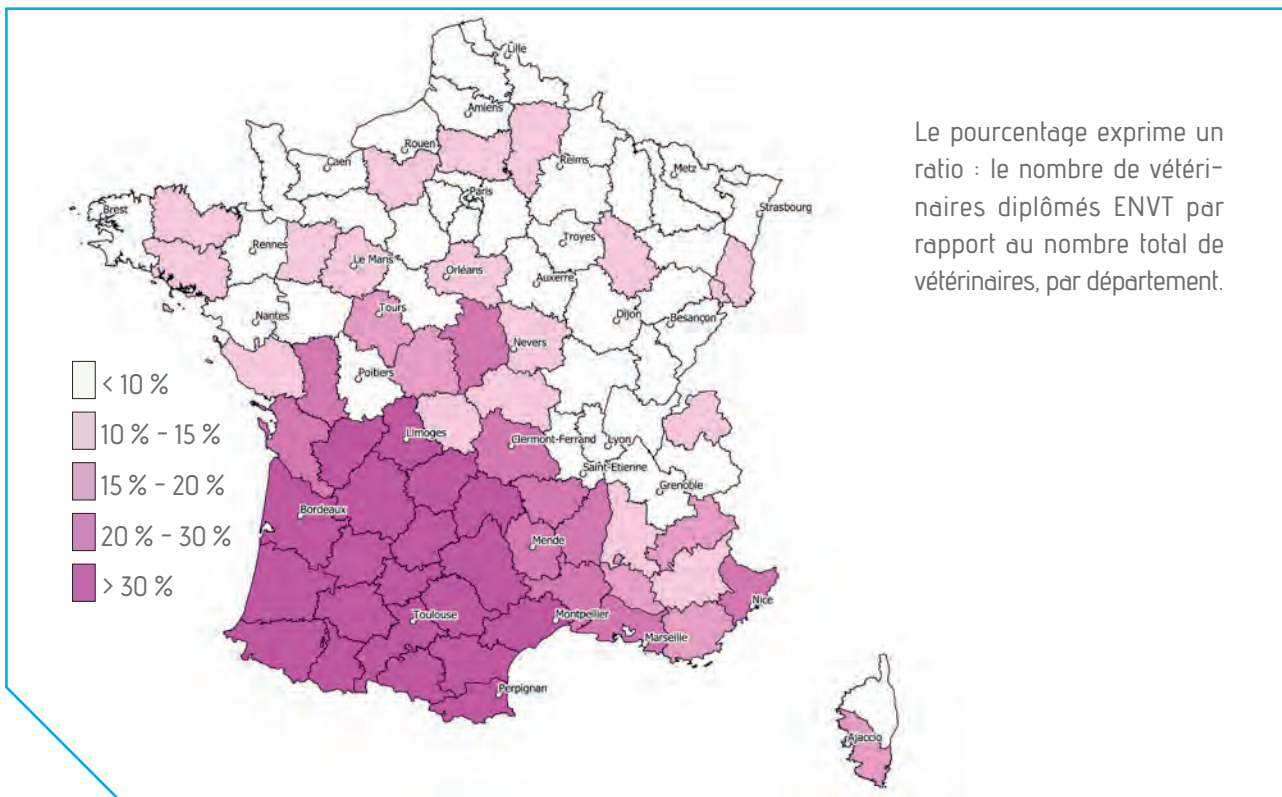 Lille
Amiens
Rouen
Caen
Reims
Metz
Paris
Strasbourg
Brest
Rennes
Troyes
Le Mans
Orléans
Auxerre
Tours
Nantes
Dijon
Besançon
Nevers
Poitiers
Limoges
Clermont-Ferrand
Lyon
Saint-Etienne
Grenoble
Bordeaux
Mende
Toulouse
Montpellier
Nice
Marseille
Perpignan
Ajaccio
< 10 %
10 % - 15 %
15 % - 20 %
20 % - 30 %
> 30 %
Le pourcentage exprime un
ratio : le nombre de vétéri-
naires diplômés ENVT par
rapport au nombre total de
vétérinaires, par département.